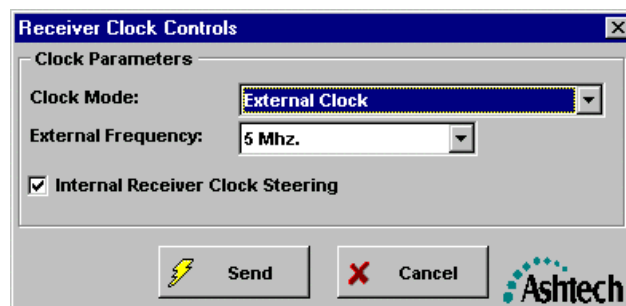 Receiver Clock Controls
Clock Parameters
Clock Mode: External Clock
External Frequency: 5 Mhz.
Internal Receiver Clock Steering
Send Cancel Ashtech